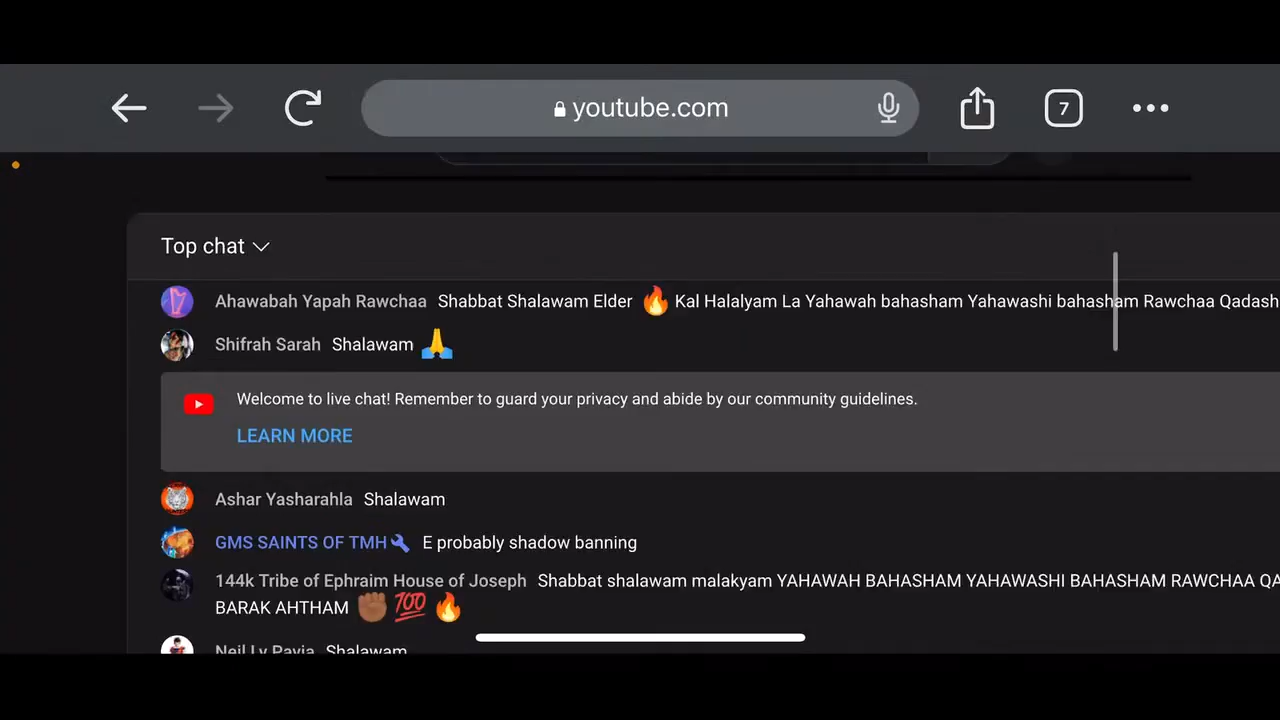 youtube.com
7
Top chat
Ahawabah Yapah Rawchaa Shabbat Shalawam Elder 🔥 Kal Halalyam La Yahawah bahasham Yahawashi bahasham Rawchaa Qadash
Shifrah Sarah Shalawam 🙏
Welcome to live chat! Remember to guard your privacy and abide by our community guidelines.
LEARN MORE
Ashar Yasharahla Shalawam
GMS SAINTS OF TMH🔧 E probably shadow banning
144k Tribe of Ephraim House of Joseph Shabbat shalawam malakyam YAHAWAH BAHASHAM YAHAWASHI BAHASHAM RAWCHAA QA
BARAK AHTHAM ✊🏾 💯 🔥
Neil Ly Pavia Shalawam